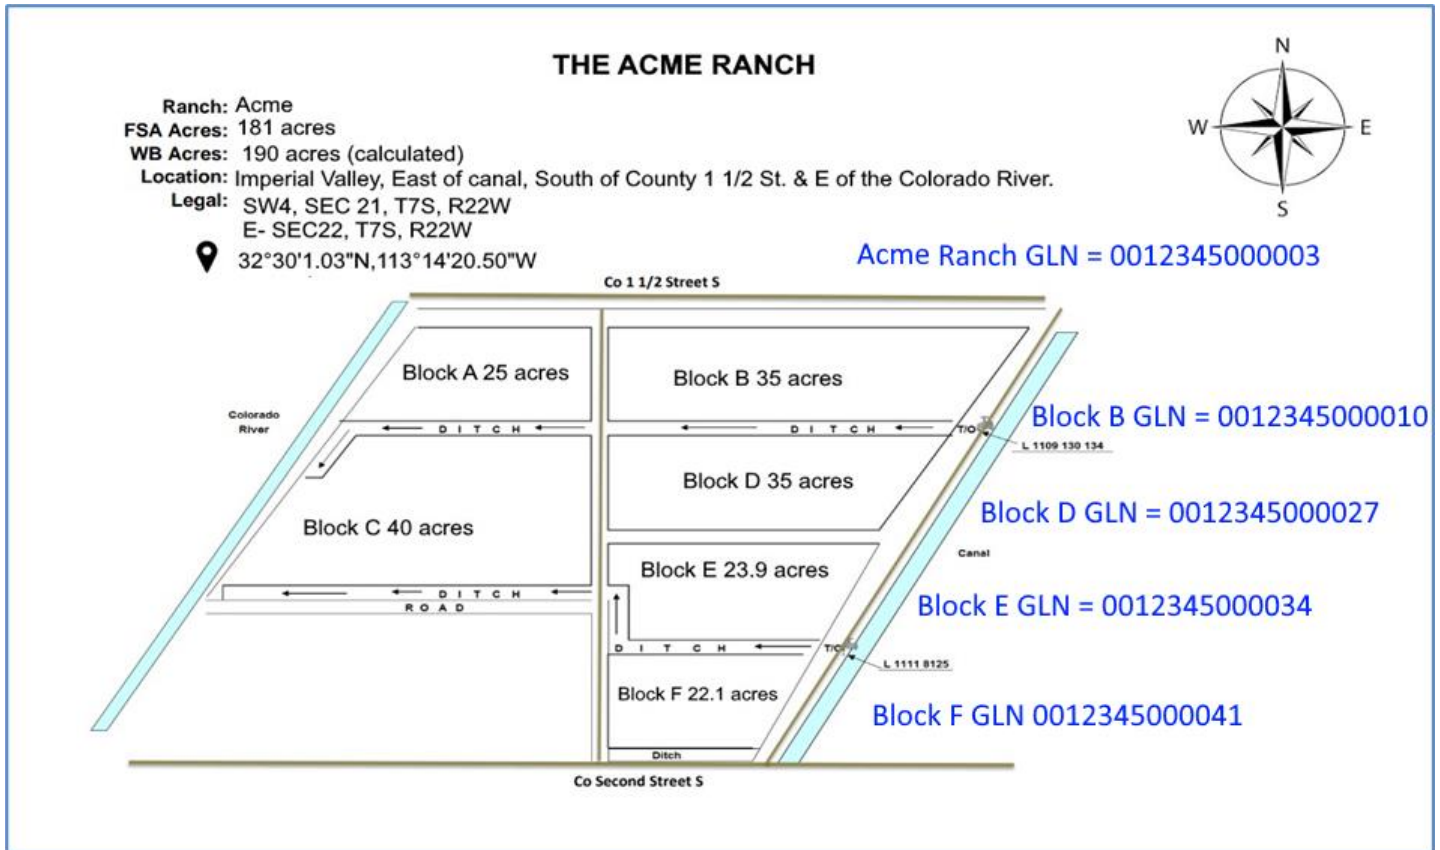 THE ACME RANCH
N
W
E
S
Ranch: Acme
FSA Acres: 181 acres
WB Acres: 190 acres (calculated)
Location: Imperial Valley, East of canal, South of County 1 1/2 St. & E of the Colorado River.
Legal: SW4, SEC 21, T7S, R22W
E- SEC22, T7S, R22W
32°30'1.03"N,113°14'20.50"W
Acme Ranch GLN = 0012345000003
Co 1 1/2 Street S
Block A 25 acres
Block B 35 acres
Colorado
River
DITCH
DITCH
T/O
Block B GLN = 0012345000010
L 1109 130 134
Block D 35 acres
Block D GLN = 0012345000027
Block C 40 acres
Canal
Block E 23.9 acres
DITCH
ROAD
Block E GLN = 0012345000034
DITCH
T/O
L 1111 8125
Block F 22.1 acres
Block F GLN 0012345000041
Ditch
Co Second Street S